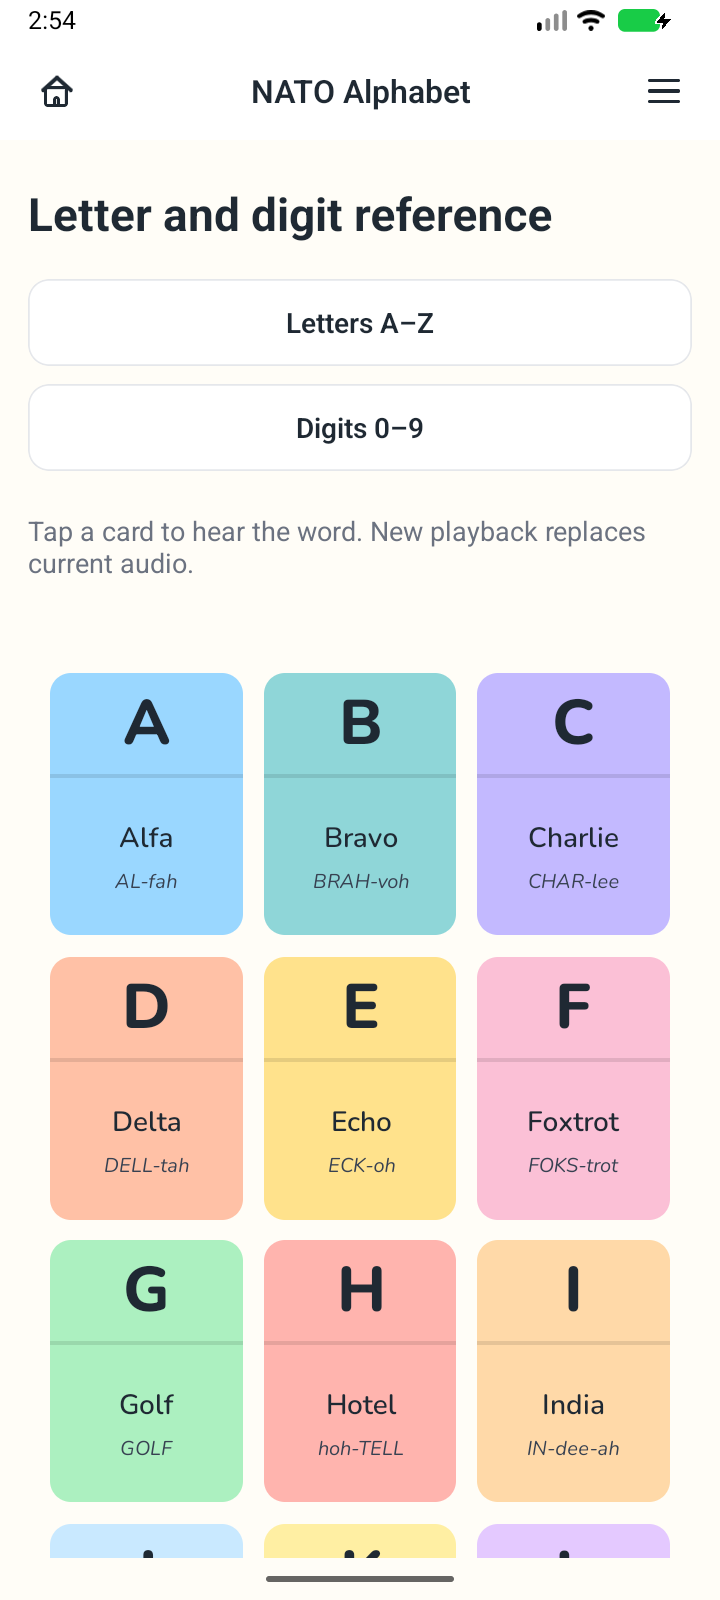 2:54
NATO Alphabet
Letter and digit reference
Letters A–Z
Digits 0–9
Tap a card to hear the word. New playback replaces
current audio.
A
Alfa
AL-fah
B
Bravo
BRAH-voh
C
Charlie
CHAR-lee
D
Delta
DELL-tah
E
Echo
ECK-oh
F
Foxtrot
FOKS-trot
G
Golf
GOLF
H
Hotel
hoh-TELL
I
India
IN-dee-ah